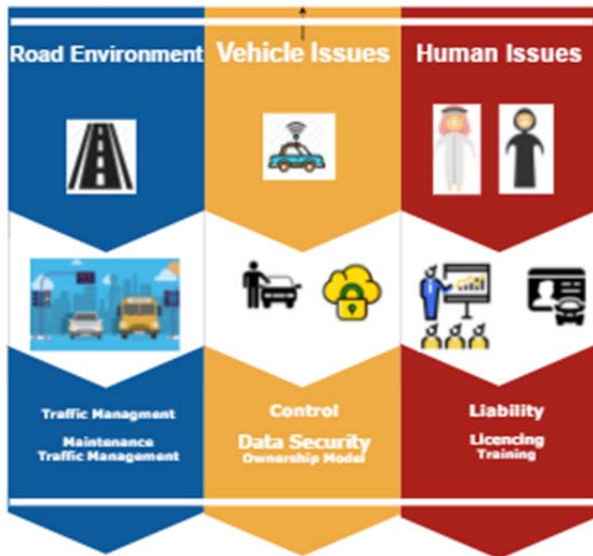 Road Environment
Vehicle Issues
Human Issues
Traffic Managment
Maintenance
Traffic Management
Control
Data Security
Ownership Model
Liability
Licencing
Training